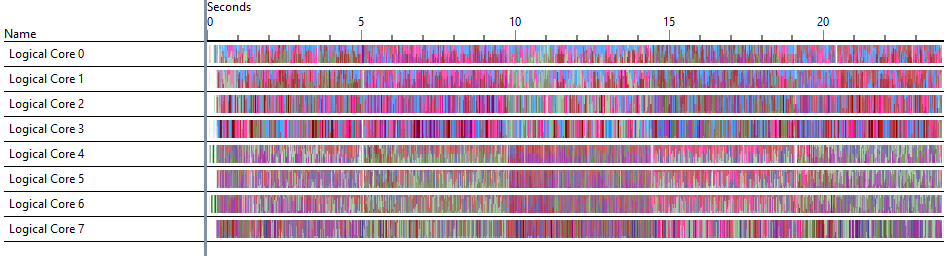 Seconds
0 5 10 15 20
Name
Logical Core 0
Logical Core 1
Logical Core 2
Logical Core 3
Logical Core 4
Logical Core 5
Logical Core 6
Logical Core 7